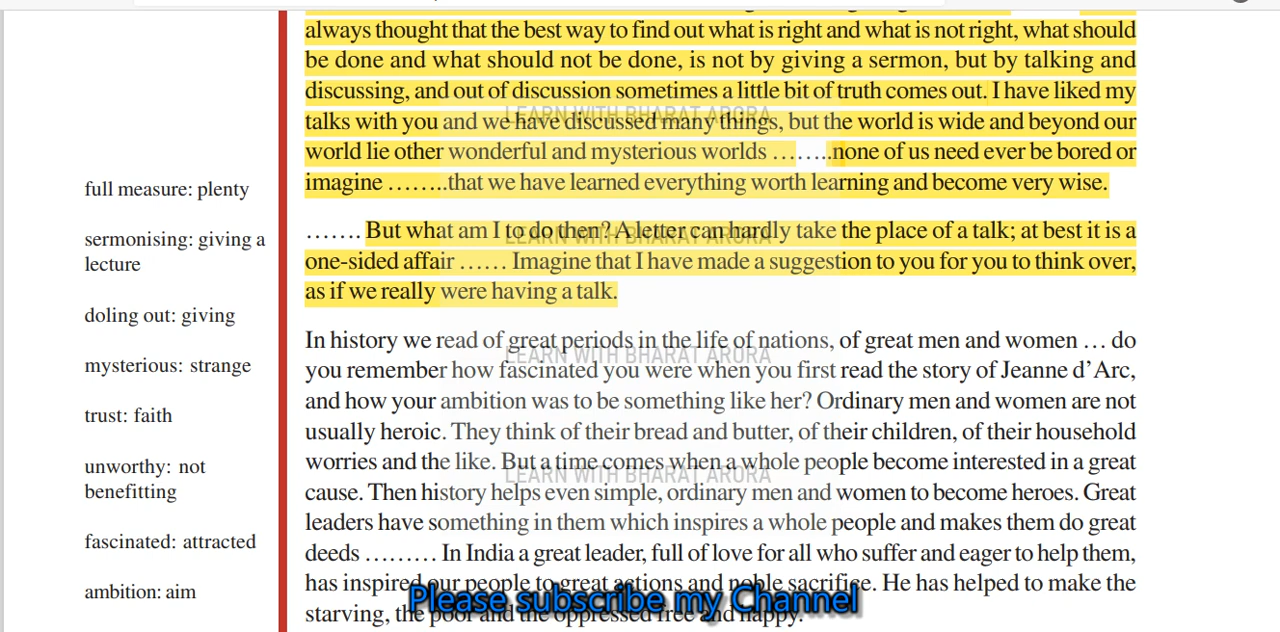 always thought that the best way to find out what is right and what is not right, what should
be done and what should not be done, is not by giving a sermon, but by talking and
discussing, and out of discussion sometimes a little bit of truth comes out. I have liked my
LEARN WITH BHARAT ARORA
talks with you and we have discussed many things, but the world is wide and beyond our
world lie other wonderful and mysterious worlds ……..none of us need ever be bored or
imagine ……..that we have learned everything worth learning and become very wise.
……. But what am I to do then? A letter can hardly take the place of a talk; at best it is a
LEARN WITH BHARAT ARORA
one-sided affair …… Imagine that I have made a suggestion to you for you to think over,
as if we really were having a talk.
In history we read of great periods in the life of nations, of great men and women … do
LEARN WITH BHARAT ARORA
you remember how fascinated you were when you first read the story of Jeanne d’Arc,
and how your ambition was to be something like her? Ordinary men and women are not
usually heroic. They think of their bread and butter, of their children, of their household
worries and the like. But a time comes when a whole people become interested in a great
LEARN WITH BHARAT ARORA
cause. Then history helps even simple, ordinary men and women to become heroes. Great
leaders have something in them which inspires a whole people and makes them do great
deeds ……… In India a great leader, full of love for all who suffer and eager to help them,
has inspired our people to great actions and noble sacrifice. He has helped to make the
starving, the poor and the oppressed free and happy.
Please subscribe my Channel
full measure: plenty
sermonising: giving a
lecture
doling out: giving
mysterious: strange
trust: faith
unworthy: not
benefitting
fascinated: attracted
ambition: aim